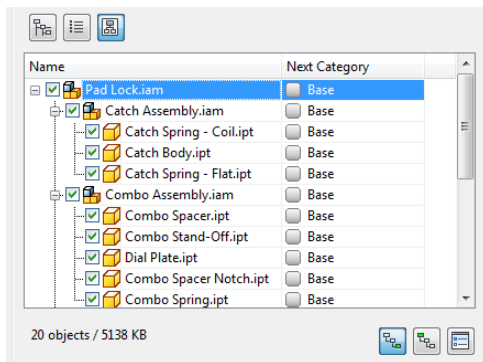 Name Next Category
Pad Lock.iam Base
Catch Assembly.iam Base
Catch Spring - Coil.ipt Base
Catch Body.ipt Base
Catch Spring - Flat.ipt Base
Combo Assembly.iam Base
Combo Spacer.ipt Base
Combo Stand-Off.ipt Base
Dial Plate.ipt Base
Combo Spacer Notch.ipt Base
Combo Spring.ipt Base
20 objects / 5138 KB